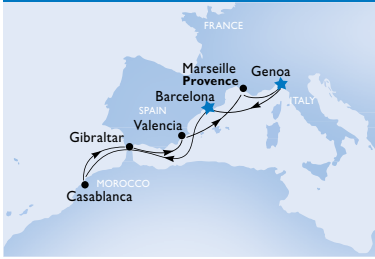 FRANCE
Marseille
Provence
Genoa
Barcelona
ITALY
SPAIN
Valencia
Gibraltar
MOROCCO
Casablanca